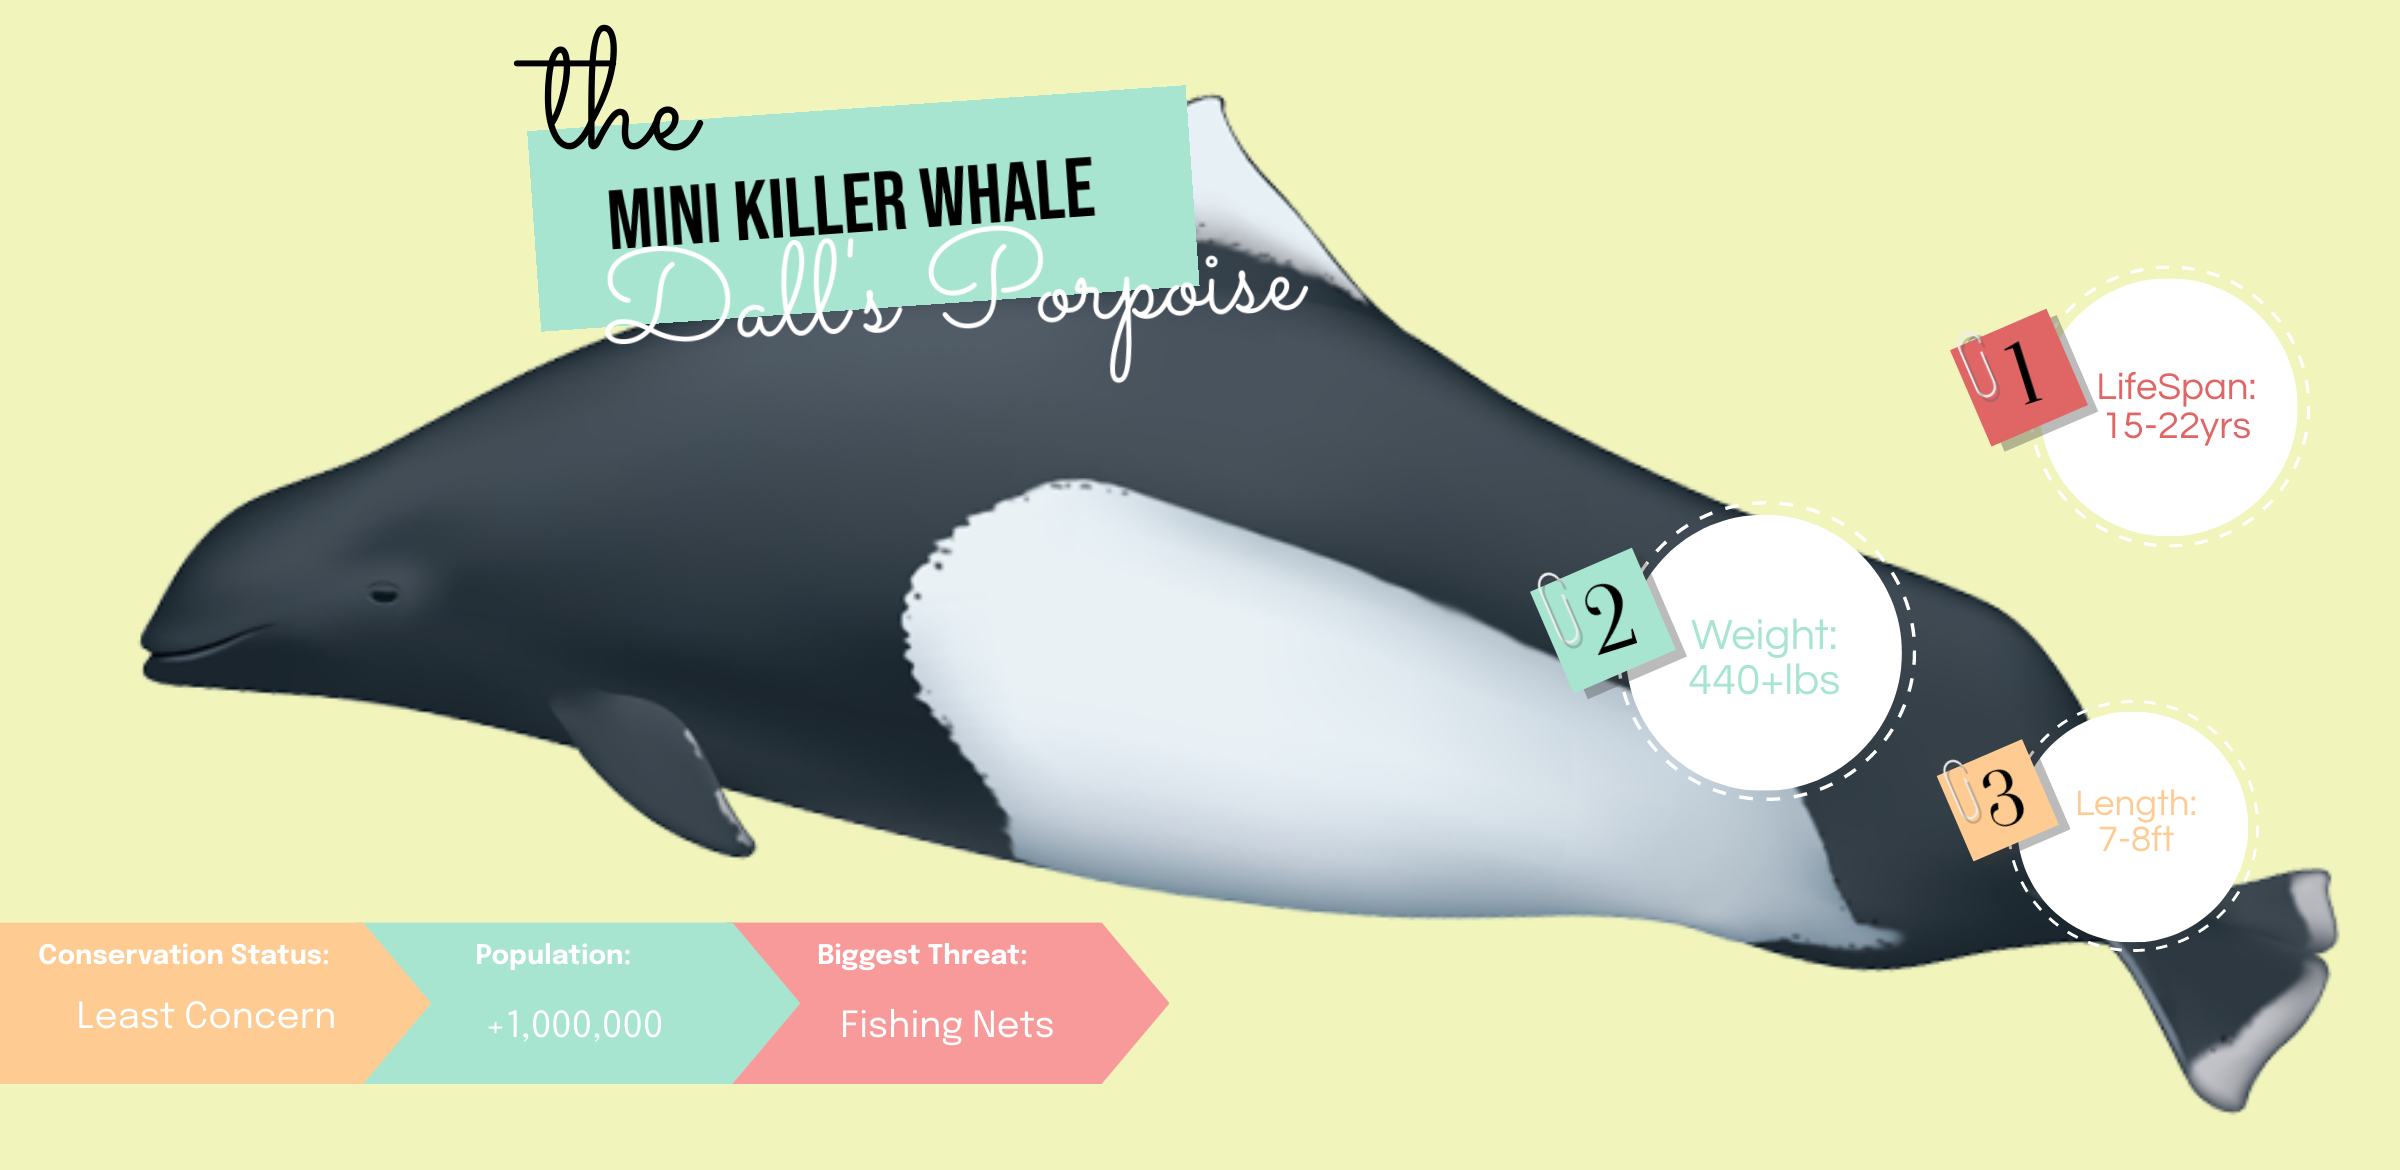 the
MINI KILLER WHALE
Dall's Porpoise
1
LifeSpan:
15-22yrs
2
Weight:
440+lbs
3
Length:
7-8ft
Conservation Status:
Least Concern
Population:
+1,000,000
Biggest Threat:
Fishing Nets